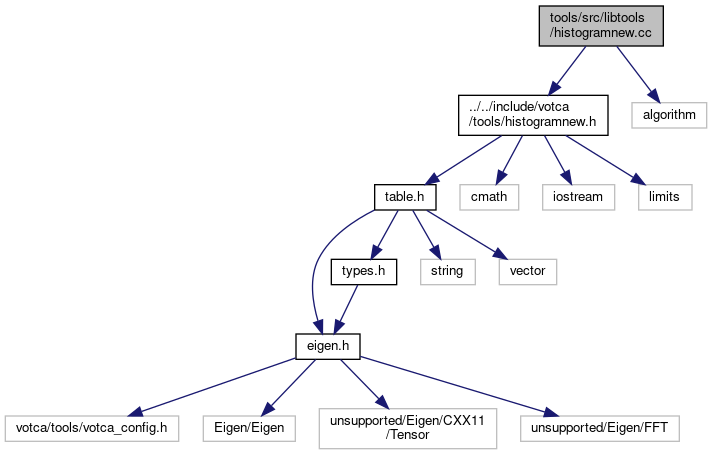 tools/src/libtools
/histogramnew.cc
../../include/votca
/tools/histogramnew.h
algorithm
table.h
cmath
iostream
limits
types.h
string
vector
eigen.h
votca/tools/votca_config.h
Eigen/Eigen
unsupported/Eigen/CXX11
/Tensor
unsupported/Eigen/FFT